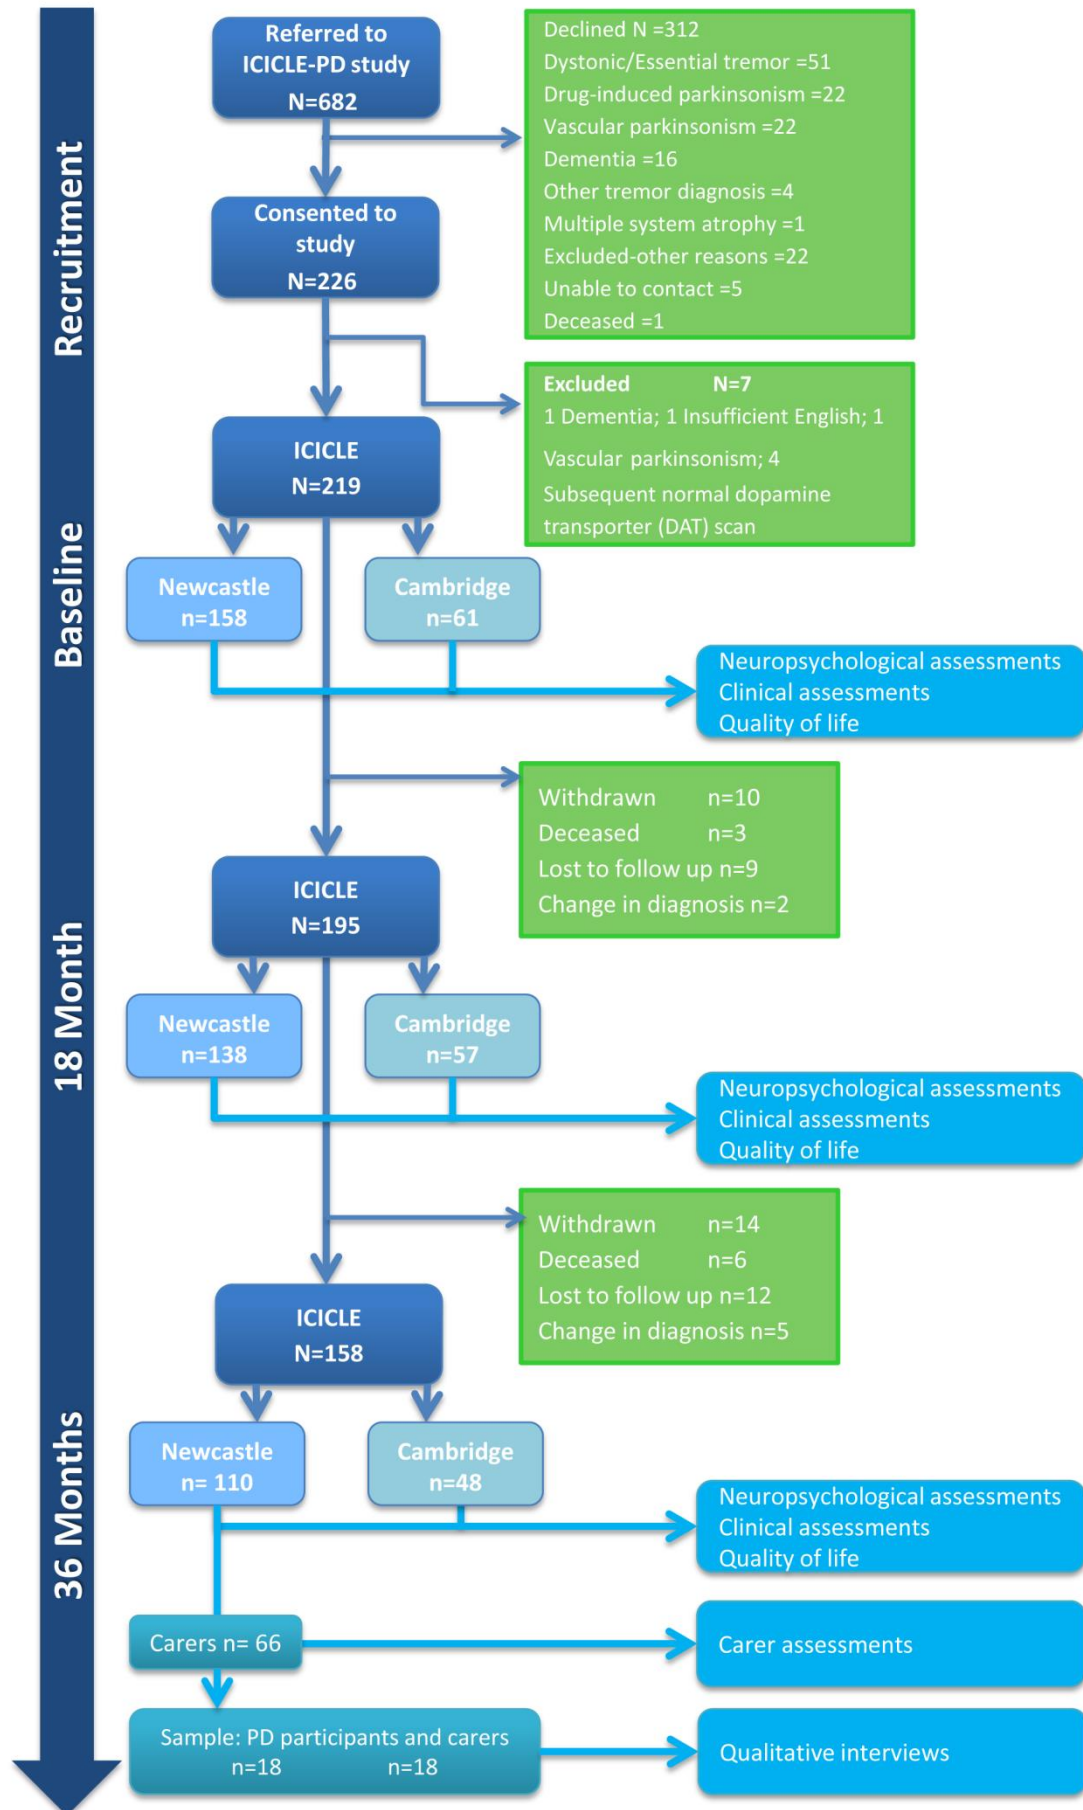 Recruitment
Referred to
ICICLE-PD study
N=682
Declined N =312
Dystonic/Essential tremor =51
Drug-induced parkinsonism =22
Vascular parkinsonism =22
Dementia =16
Other tremor diagnosis =4
Multiple system atrophy =1
Excluded-other reasons =22
Unable to contact =5
Deceased =1
Consented to
study
N=226
Excluded N=7
1 Dementia; 1 Insufficient English; 1
Vascular parkinsonism; 4
Subsequent normal dopamine
transporter (DAT) scan
Baseline
ICICLE
N=219
Newcastle
n=158
Cambridge
n=61
Neuropsychological assessments
Clinical assessments
Quality of life
Withdrawn n=10
Deceased n=3
Lost to follow up n=9
Change in diagnosis n=2
18 Month
ICICLE
N=195
Newcastle
n=138
Cambridge
n=57
Neuropsychological assessments
Clinical assessments
Quality of life
Withdrawn n=14
Deceased n=6
Lost to follow up n=12
Change in diagnosis n=5
36 Months
ICICLE
N=158
Newcastle
n= 110
Cambridge
n=48
Neuropsychological assessments
Clinical assessments
Quality of life
Carers n= 66
Carer assessments
Sample: PD participants and carers
n=18 n=18
Qualitative interviews